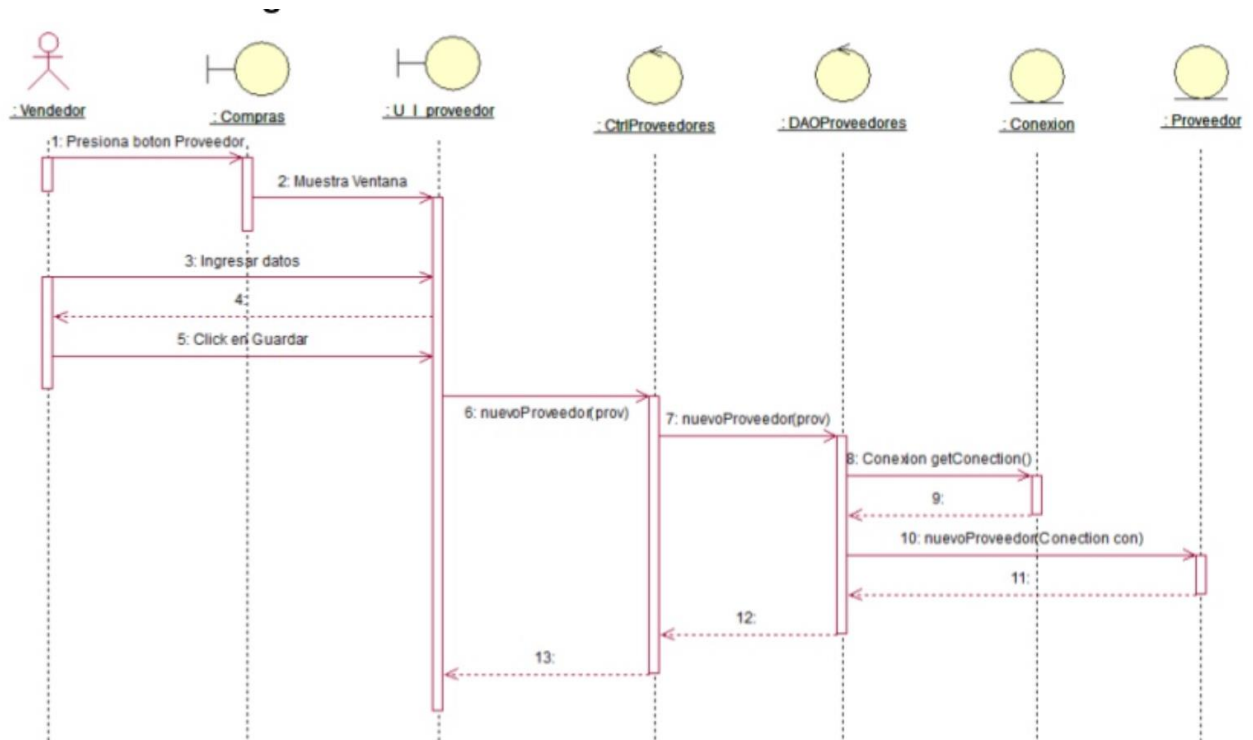 : Vendedor
: Compras
: U_I_proveedor
: CtrlProveedores
: DAOProveedores
: Conexion
: Proveedor
1: Presiona boton Proveedor
2: Muestra Ventana
3: Ingresar datos
4:
5: Click en Guardar
6: nuevoProveedor(prov)
7: nuevoProveedor(prov)
8: Conexion getConection()
9:
10: nuevoProveedor(Conection con)
11:
12:
13: